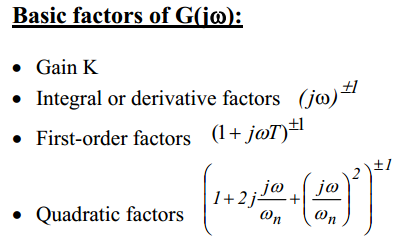 Basic factors of G(jω):
• Gain K
• Integral or derivative factors (jω)^±1
• First-order factors (1 + jωT)^±1
• Quadratic factors (1 + 2j jω/ωn + (jω/ωn)^2)^±1